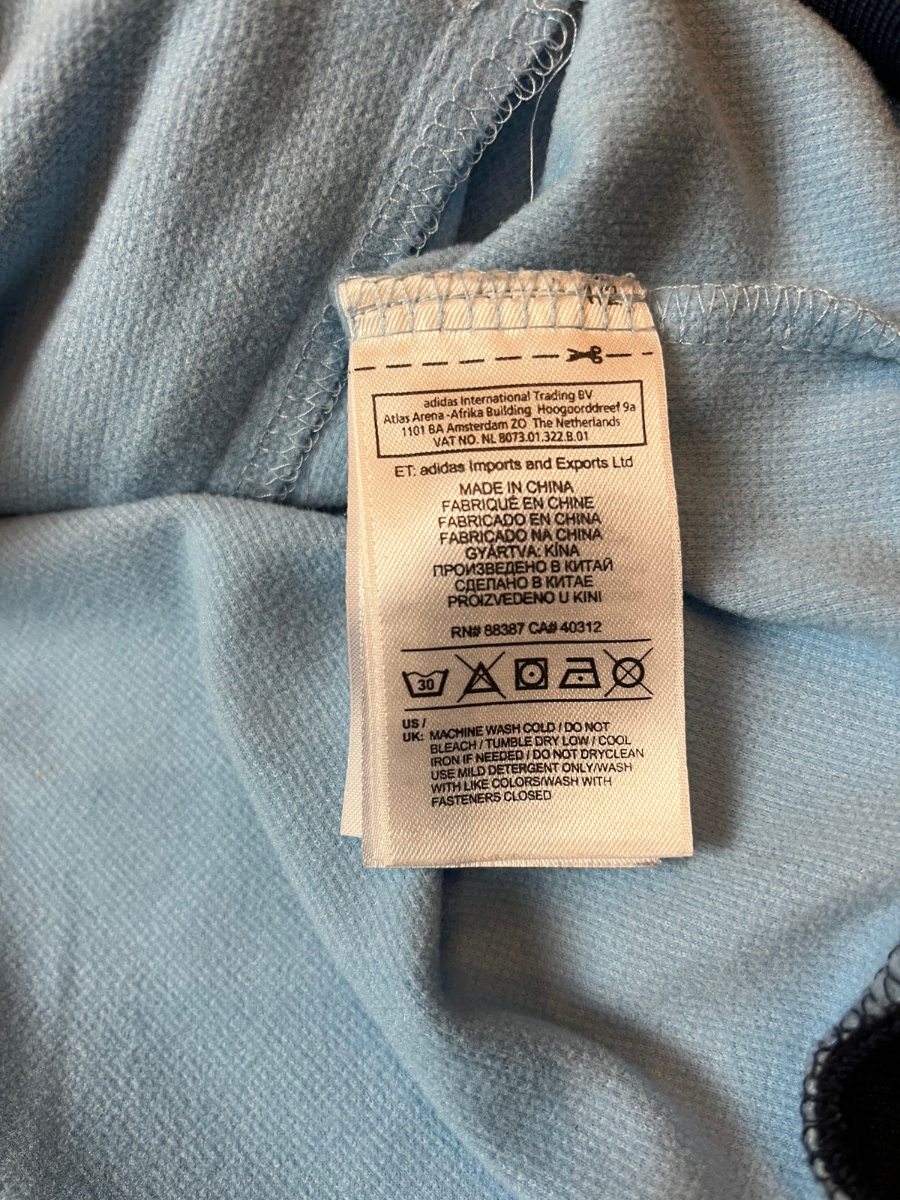 adidas International Trading BV
Atlas Arena -Afrika Building Hoogoorddreef 9a
1101 BA Amsterdam ZO The Netherlands
VAT NO. NL 8073.01.322.B.01
ET: adidas Imports and Exports Ltd
MADE IN CHINA
FABRIQUÉ EN CHINE
FABRICADO EN CHINA
FABRICADO NA CHINA
GYÁRTVA: KÍNA
ПРОИЗВЕДЕНО В КИТАЙ
СДЕЛАНО В КИТАЕ
PROIZVEDENO U KINI
RN# 88387 CA# 40312
30
US /
UK: MACHINE WASH COLD / DO NOT
BLEACH / TUMBLE DRY LOW / COOL
IRON IF NEEDED / DO NOT DRYCLEAN
USE MILD DETERGENT ONLY/WASH
WITH LIKE COLORS/WASH WITH
FASTENERS CLOSED